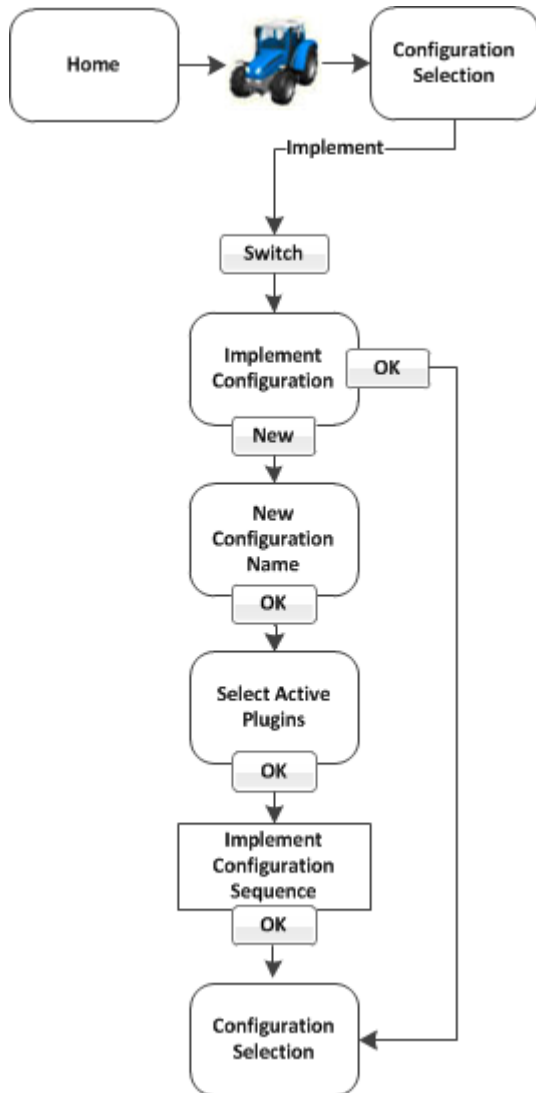 Home
Configuration
Selection
Implement
Switch
Implement
Configuration
OK
New
New
Configuration
Name
OK
Select Active
Plugins
OK
Implement
Configuration
Sequence
OK
Configuration
Selection